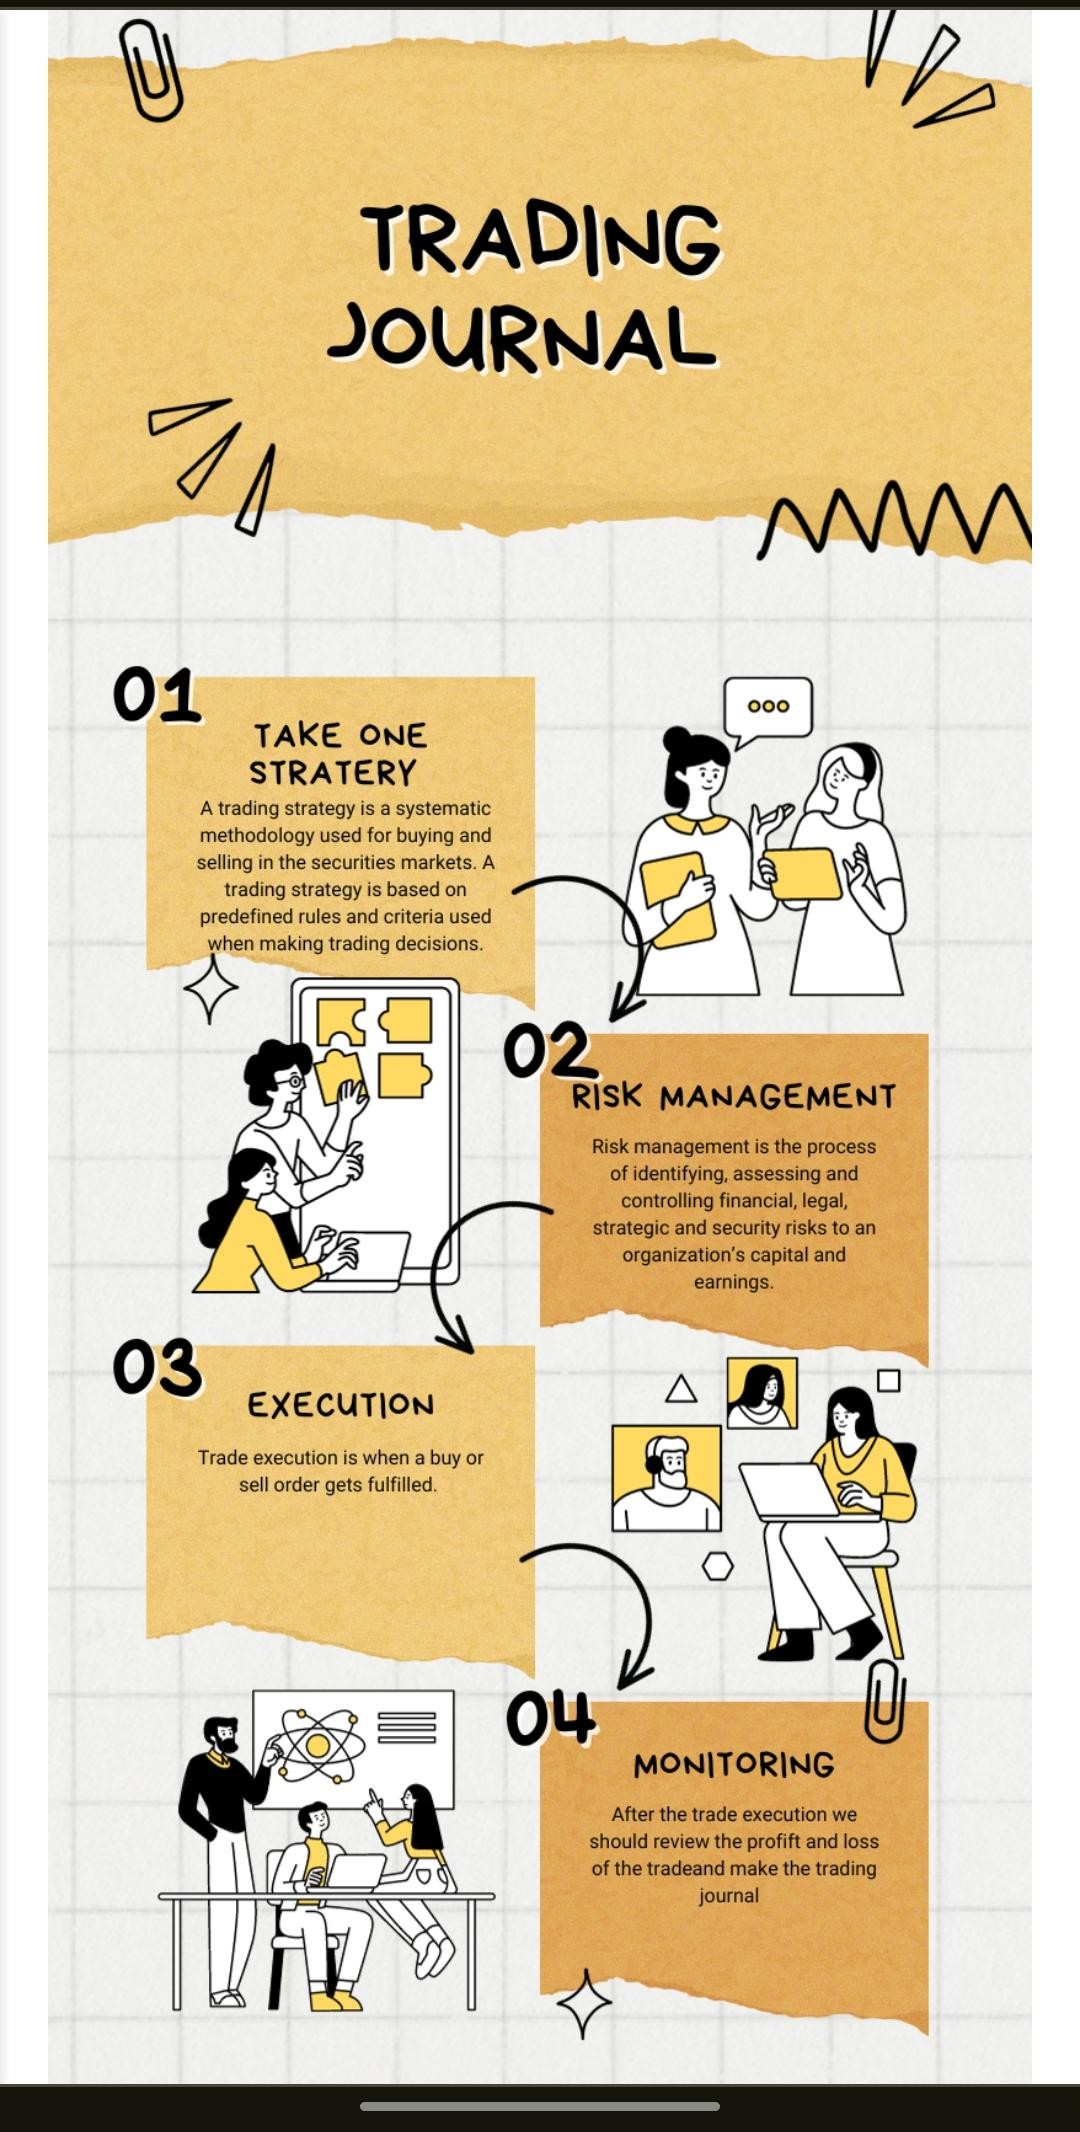 TRADING
JOURNAL
01
TAKE ONE
STRATERY
A trading strategy is a systematic
methodology used for buying and
selling in the securities markets. A
trading strategy is based on
predefined rules and criteria used
when making trading decisions.
02
RISK MANAGEMENT
Risk management is the process
of identifying, assessing and
controlling financial, legal,
strategic and security risks to an
organization’s capital and
earnings.
03
EXECUTION
Trade execution is when a buy or
sell order gets fulfilled.
04
MONITORING
After the trade execution we
should review the profift and loss
of the tradeand make the trading
journal